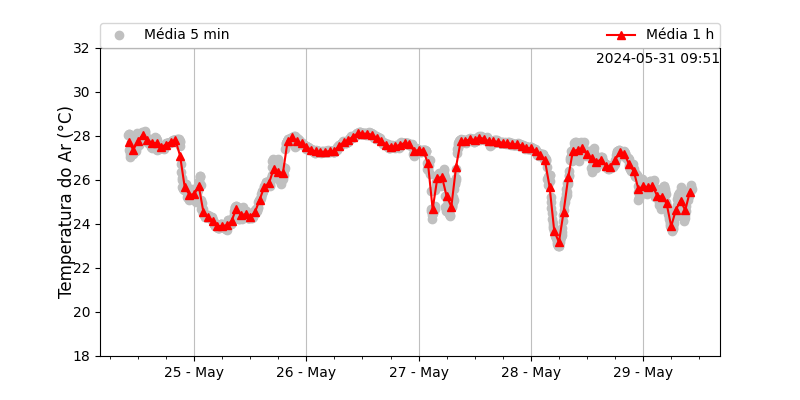 Média 5 min
Média 1 h
2024-05-31 09:51
Temperatura do Ar (°C)
32
30
28
26
24
22
20
18
25 - May
26 - May
27 - May
28 - May
29 - May